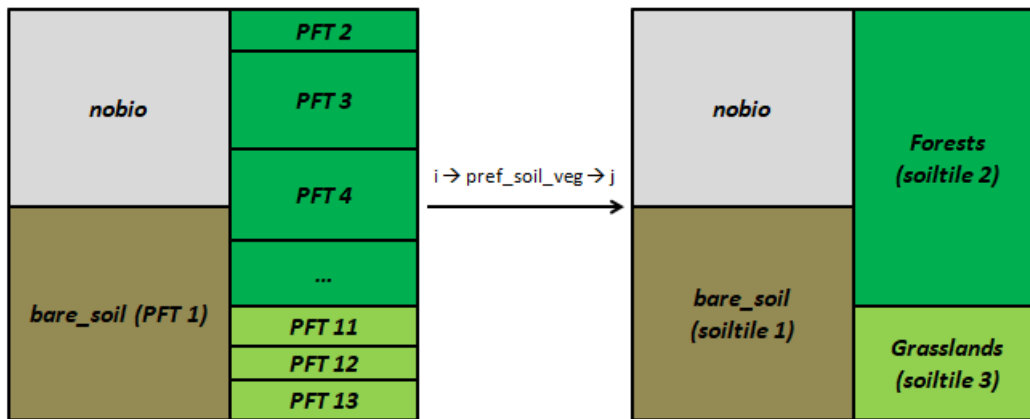 nobio
bare_soil (PFT 1)
PFT 2
PFT 3
PFT 4
...
PFT 11
PFT 12
PFT 13
i → pref_soil_veg → j
nobio
bare_soil
(soiltile 1)
Forests
(soiltile 2)
Grasslands
(soiltile 3)